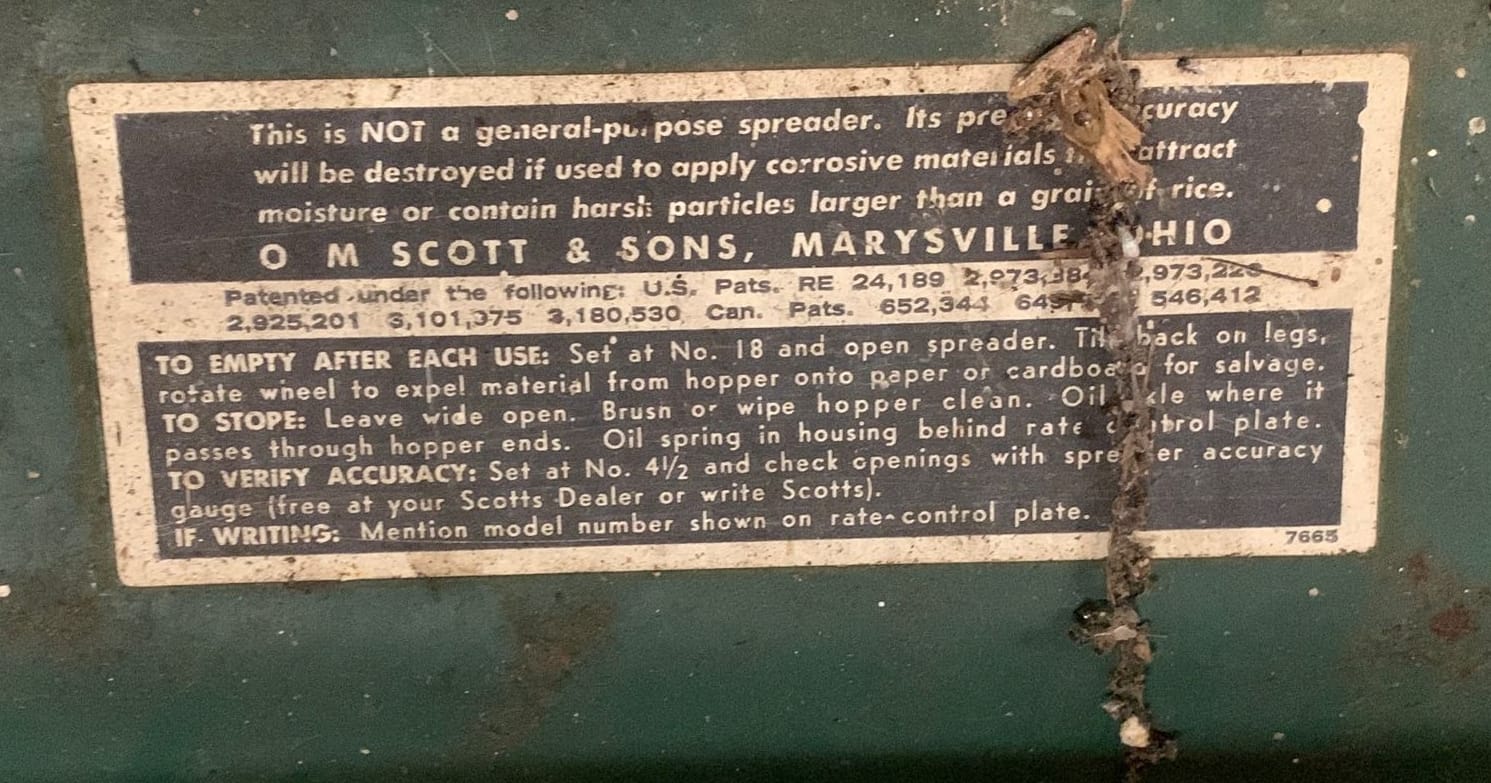 This is NOT a general-purpose spreader. Its
will be destroyed if used to apply corrosive materials attract
moisture or contain harsh particles larger than a grain of rice.
O M SCOTT & SONS, MARYSVILLE OHIO
Patented under the following: U.S. Pats. RE 24,189
2,925,201 3,101,375 3,180,530 Can. Pats. 652,344 546,412
TO EMPTY AFTER EACH USE: Set at No. 18 and open spreader. Tilt back on legs,
rotate wheel to expel material from hopper onto paper or cardboard for salvage.
TO STOPE: Leave wide open. Brush or wipe hopper clean. Oil axle where it
passes through hopper ends. Oil spring in housing behind rate control plate.
TO VERIFY ACCURACY: Set at No. 4½ and check openings with spreader accuracy
gauge (free at your Scotts Dealer or write Scotts).
IF WRITING: Mention model number shown on rate-control plate.
7665